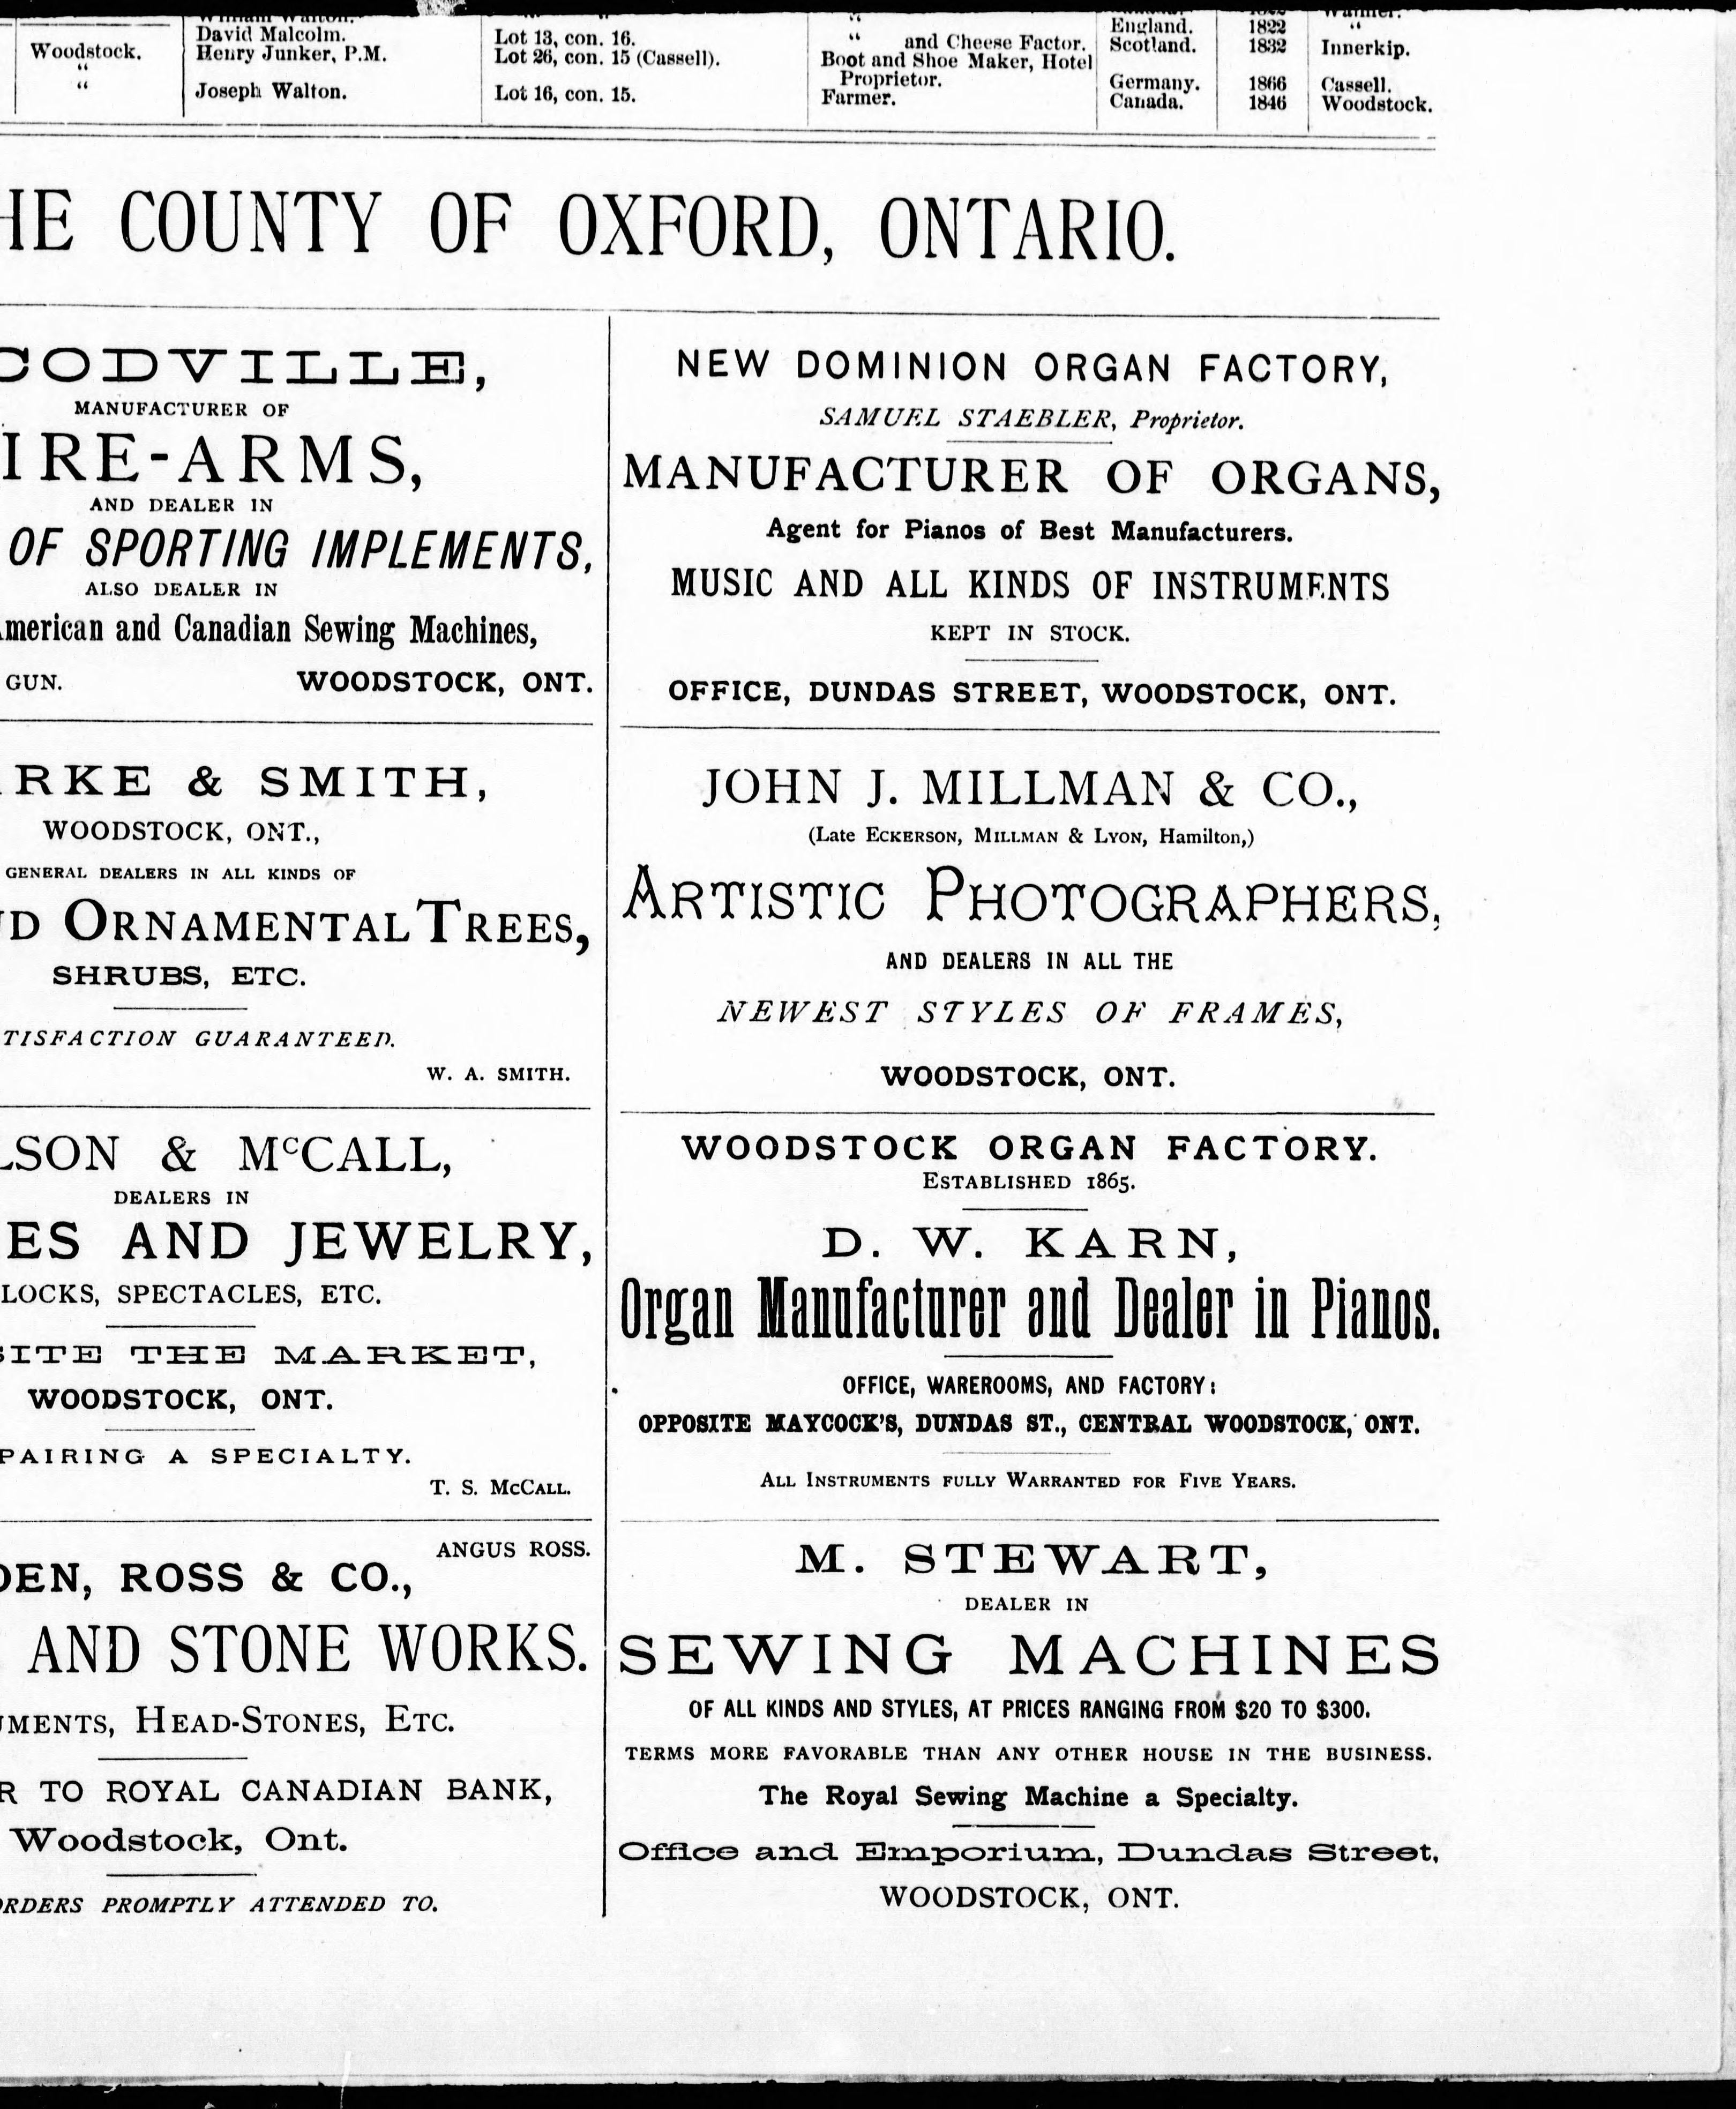 England. 1822 "
David Malcolm. Lot 13, con. 16. " and Cheese Factor. Scotland. 1832 Innerkip.
Woodstock. Henry Junker, P.M. Lot 26, con. 15 (Cassell). Boot and Shoe Maker, Hotel
" Proprietor. Germany. 1866 Cassell.
" Joseph Walton. Lot 16, con. 15. Farmer. Canada. 1846 Woodstock.
HE COUNTY OF OXFORD, ONTARIO.
OODVILLE,
MANUFACTURER OF
IRE-ARMS,
AND DEALER IN
OF SPORTING IMPLEMENTS,
ALSO DEALER IN
American and Canadian Sewing Machines,
GUN. WOODSTOCK, ONT.
RKE & SMITH,
WOODSTOCK, ONT.,
GENERAL DEALERS IN ALL KINDS OF
ND ORNAMENTAL TREES,
SHRUBS, ETC.
TISFACTION GUARANTEED.
W. A. SMITH.
LSON & McCALL,
DEALERS IN
ES AND JEWELRY,
LOCKS, SPECTACLES, ETC.
SITE THE MARKET,
WOODSTOCK, ONT.
PAIRING A SPECIALTY.
T. S. McCALL.
ANGUS ROSS.
DEN, ROSS & CO.,
AND STONE WORKS.
UMENTS, HEAD-STONES, ETC.
R TO ROYAL CANADIAN BANK,
Woodstock, Ont.
ORDERS PROMPTLY ATTENDED TO.
NEW DOMINION ORGAN FACTORY,
SAMUEL STAEBLER, Proprietor.
MANUFACTURER OF ORGANS,
Agent for Pianos of Best Manufacturers.
MUSIC AND ALL KINDS OF INSTRUMENTS
KEPT IN STOCK.
OFFICE, DUNDAS STREET, WOODSTOCK, ONT.
JOHN J. MILLMAN & CO.,
(Late ECKERSON, MILLMAN & LYON, Hamilton,)
ARTISTIC PHOTOGRAPHERS,
AND DEALERS IN ALL THE
NEWEST STYLES OF FRAMES,
WOODSTOCK, ONT.
WOODSTOCK ORGAN FACTORY.
ESTABLISHED 1865.
D. W. KARN,
Organ Manufacturer and Dealer in Pianos.
OFFICE, WAREROOMS, AND FACTORY:
OPPOSITE MAYCOCK'S, DUNDAS ST., CENTRAL WOODSTOCK, ONT.
ALL INSTRUMENTS FULLY WARRANTED FOR FIVE YEARS.
M. STEWART,
DEALER IN
SEWING MACHINES
OF ALL KINDS AND STYLES, AT PRICES RANGING FROM $20 TO $300.
TERMS MORE FAVORABLE THAN ANY OTHER HOUSE IN THE BUSINESS.
The Royal Sewing Machine a Specialty.
Office and Emporium, Dundas Street,
WOODSTOCK, ONT.